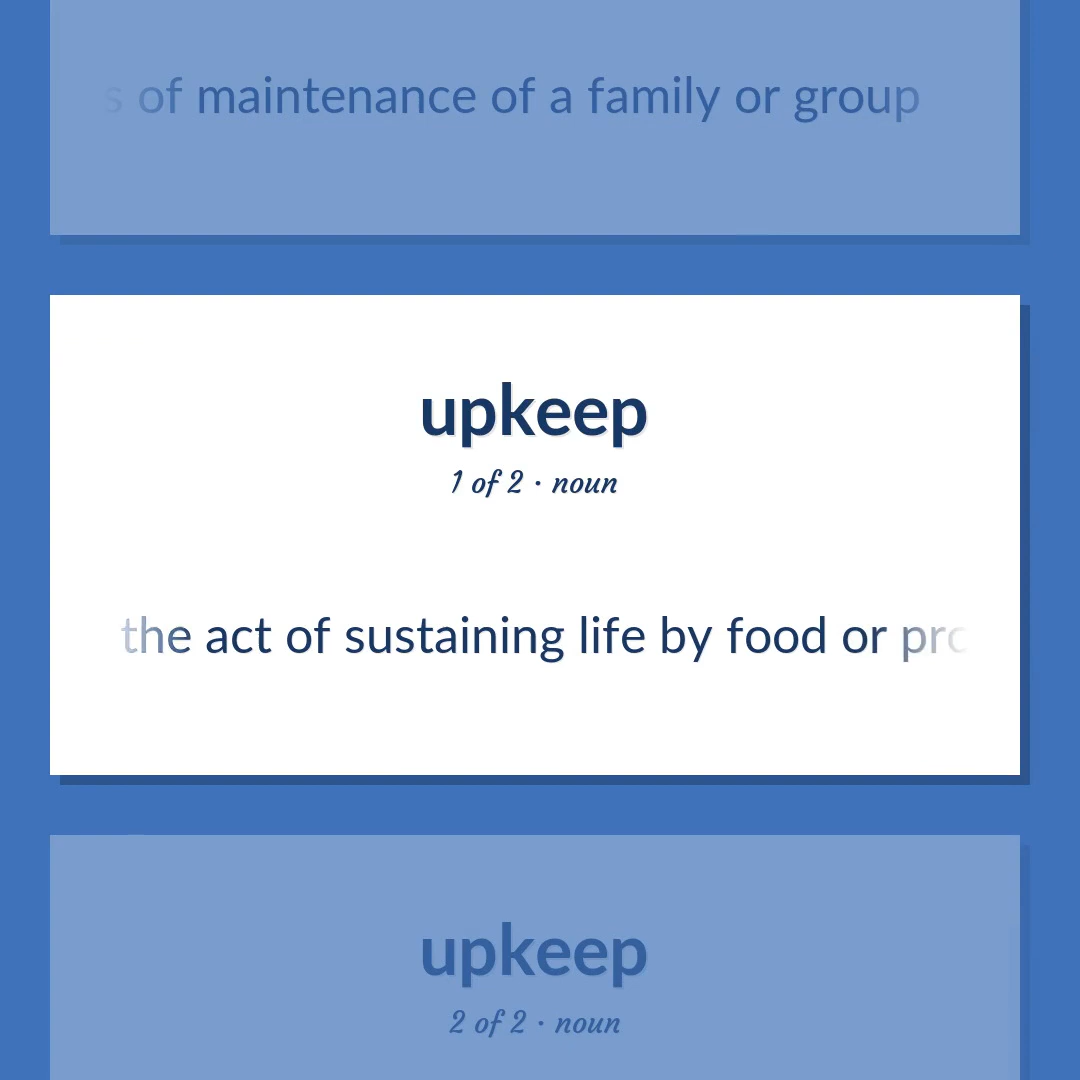 of maintenance of a family or group
upkeep
1 of 2 · noun
the act of sustaining life by food or
upkeep
2 of 2 · noun